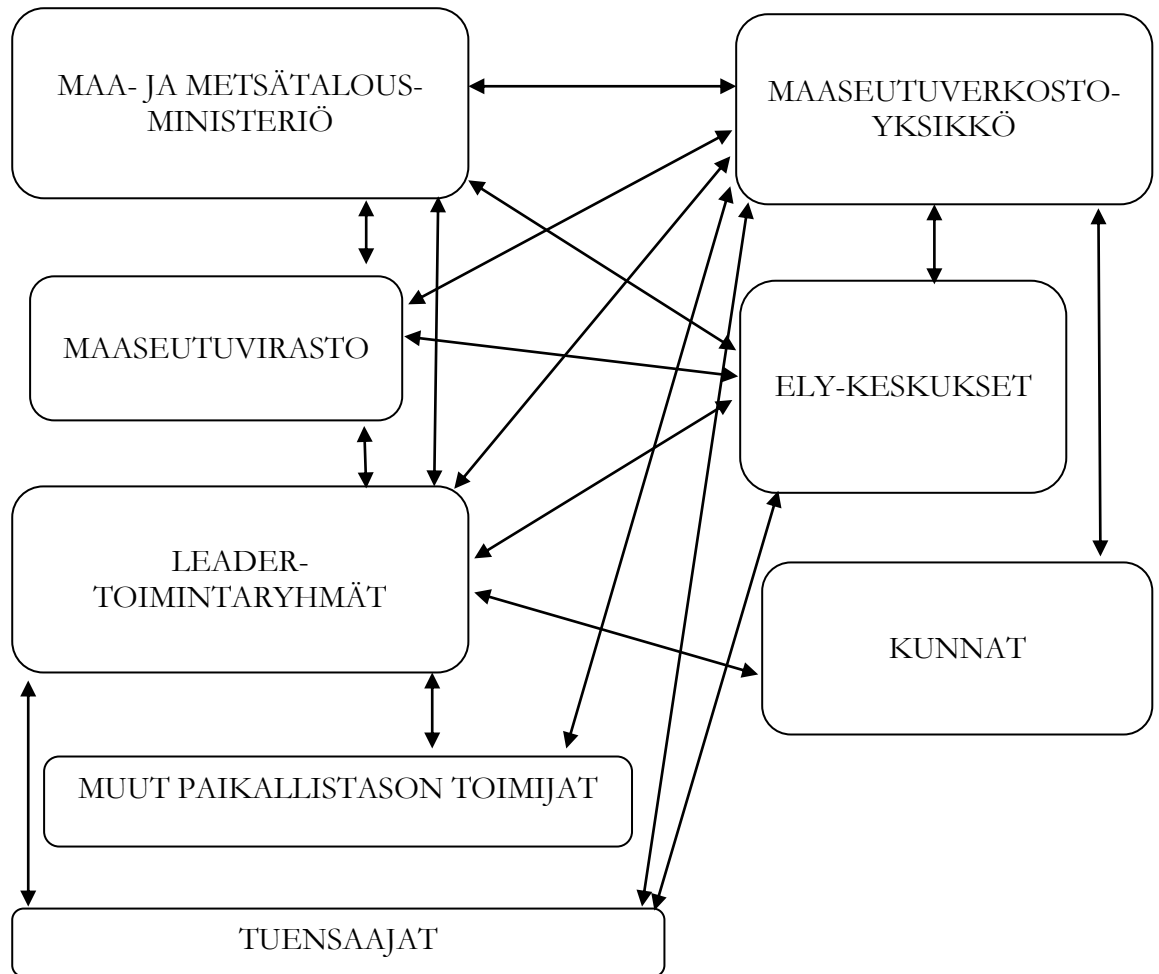 MAA- JA METSÄTALOUS-
MINISTERIÖ
MAASEUTUVERKOSTO-
YKSIKKÖ
MAASEUTUVIRASTO
ELY-KESKUKSET
LEADER-
TOIMINTARYHMÄT
KUNNAT
MUUT PAIKALLISTASON TOIMIJAT
TUENSAAJAT